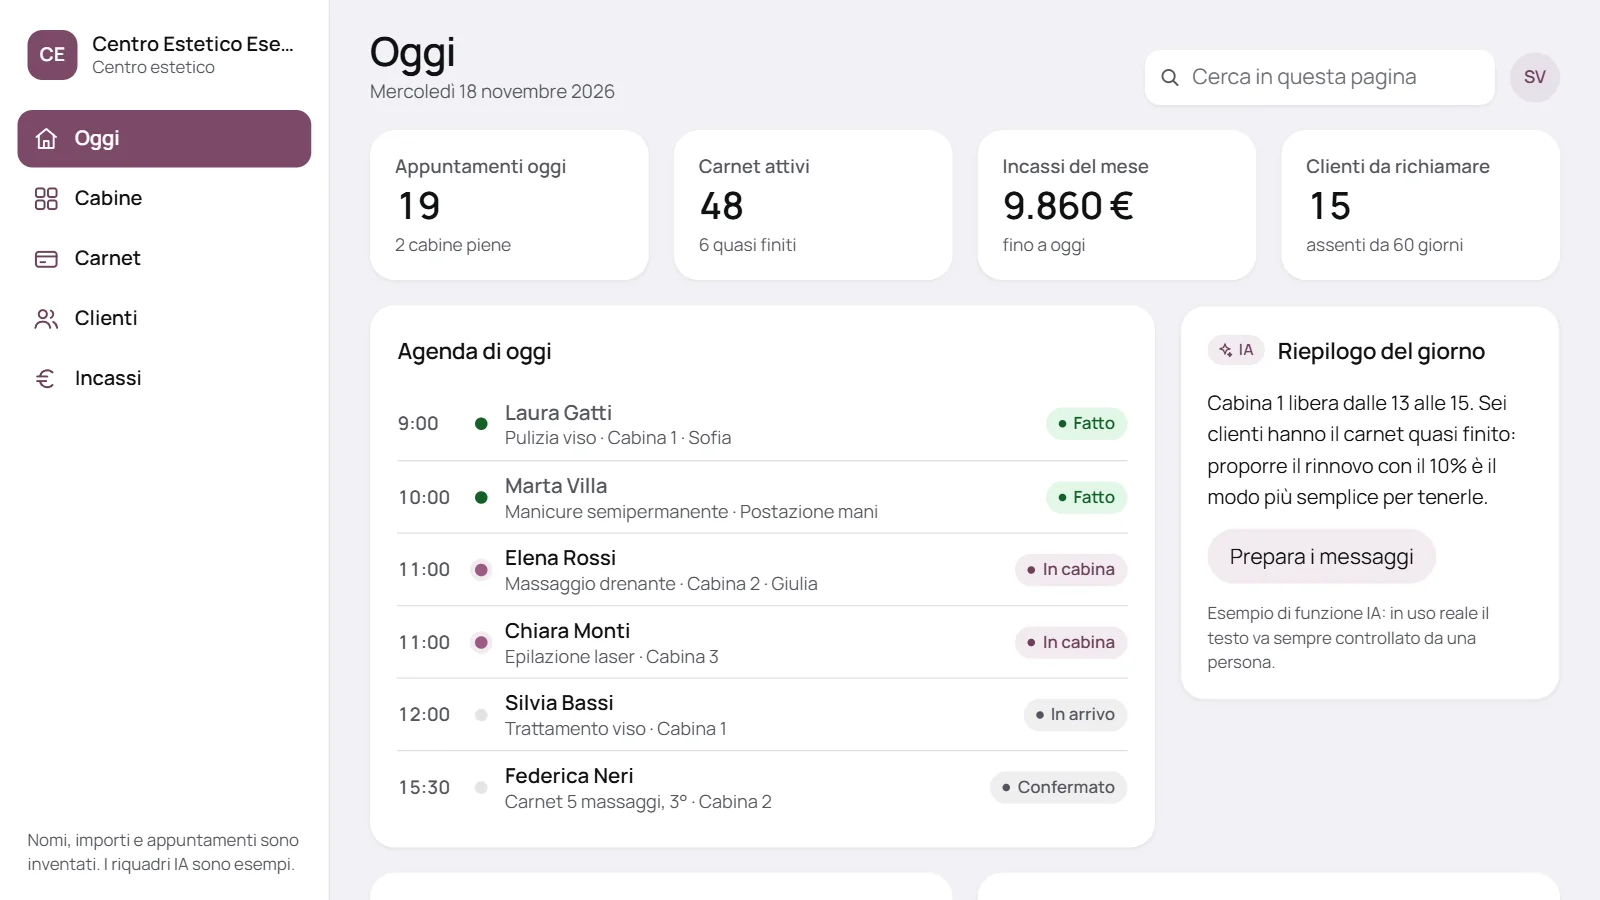 CE
Centro Estetico Ese…
Centro estetico
Oggi
Cabine
Carnet
Clienti
Incassi
Nomi, importi e appuntamenti sono
inventati. I riquadri IA sono esempi.
Oggi
Mercoledì 18 novembre 2026
Cerca in questa pagina
SV
Appuntamenti oggi
19
2 cabine piene
Carnet attivi
48
6 quasi finiti
Incassi del mese
9.860 €
fino a oggi
Clienti da richiamare
15
assenti da 60 giorni
Agenda di oggi
9:00
Laura Gatti
Pulizia viso · Cabina 1 · Sofia
Fatto
10:00
Marta Villa
Manicure semipermanente · Postazione mani
Fatto
11:00
Elena Rossi
Massaggio drenante · Cabina 2 · Giulia
In cabina
11:00
Chiara Monti
Epilazione laser · Cabina 3
In cabina
12:00
Silvia Bassi
Trattamento viso · Cabina 1
In arrivo
15:30
Federica Neri
Carnet 5 massaggi, 3° · Cabina 2
Confermato
IA
Riepilogo del giorno
Cabina 1 libera dalle 13 alle 15. Sei
clienti hanno il carnet quasi finito:
proporre il rinnovo con il 10% è il
modo più semplice per tenerle.
Prepara i messaggi
Esempio di funzione IA: in uso reale il
testo va sempre controllato da una
persona.